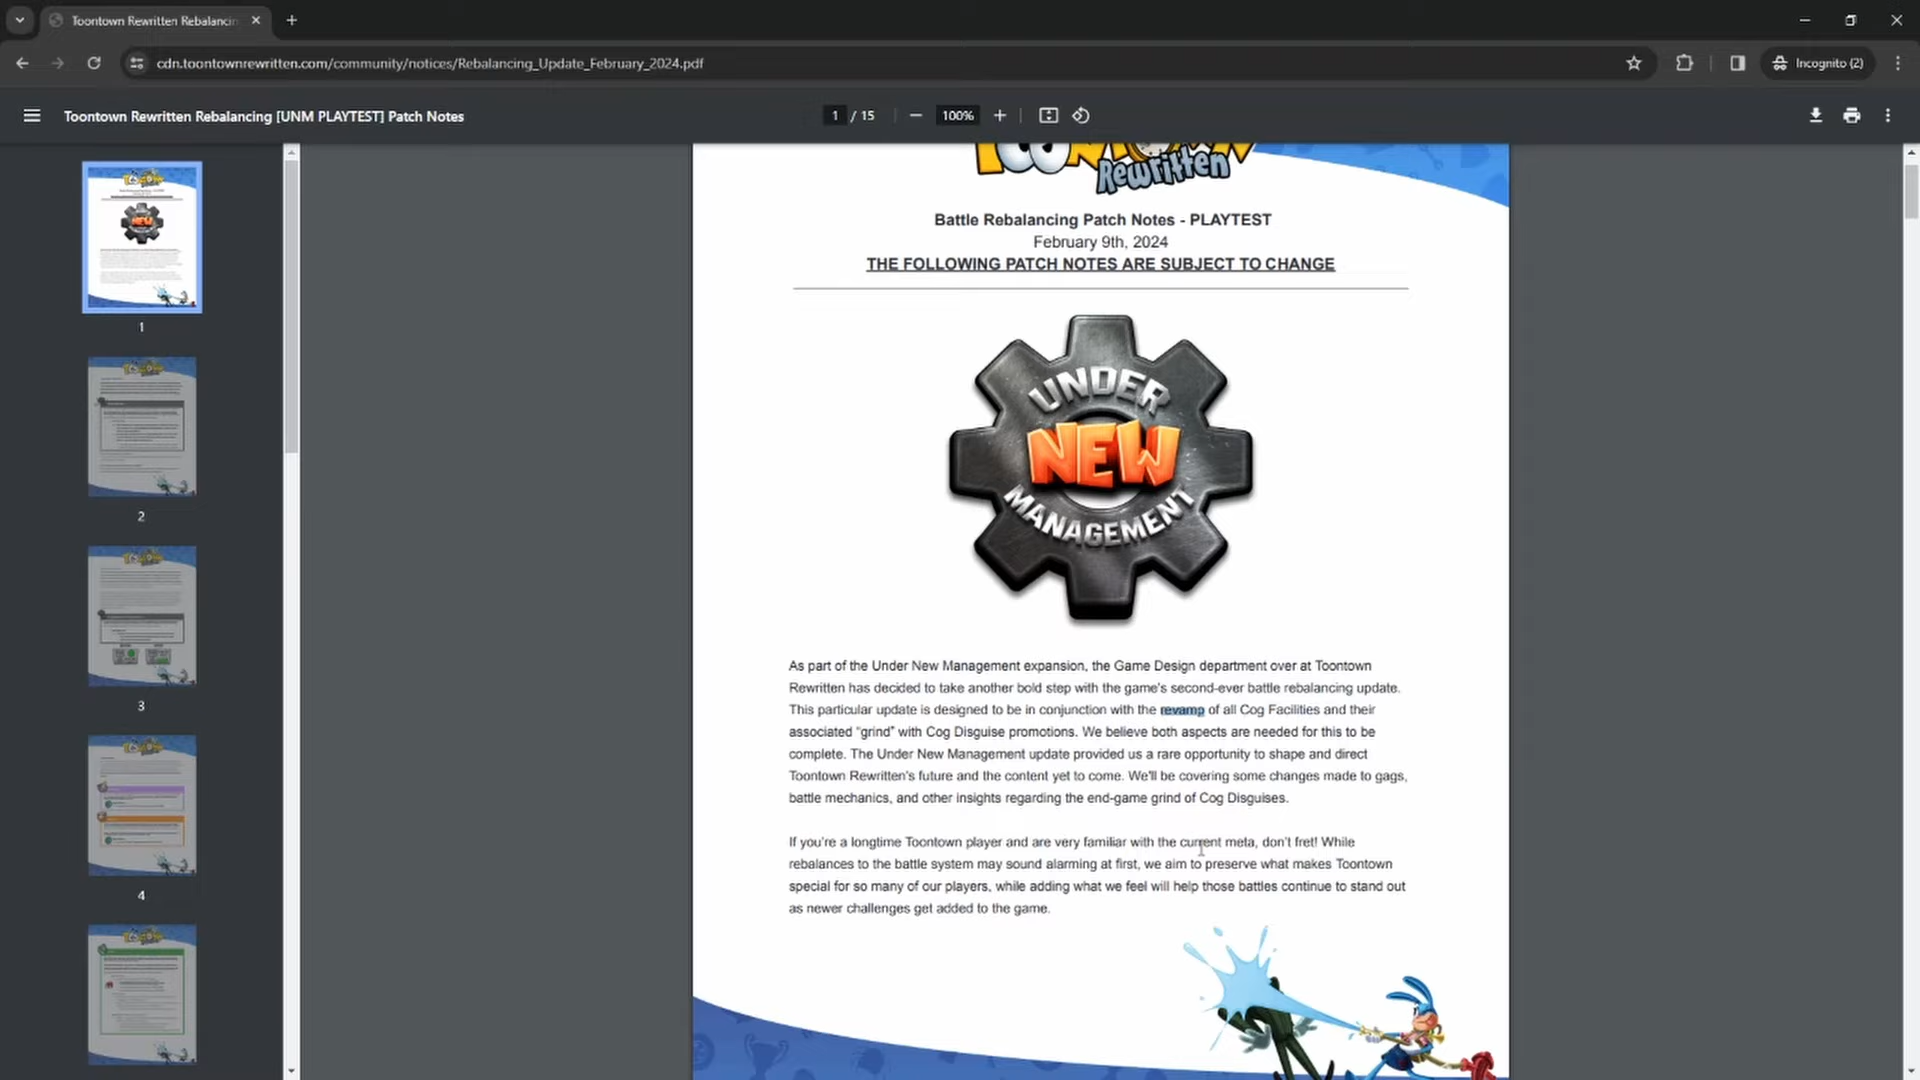 Toontown Rewritten Rebalancin
cdn.toontownrewritten.com/community/notices/Rebalancing_Update_February_2024.pdf
Incognito (2)
Toontown Rewritten Rebalancing [UNM PLAYTEST] Patch Notes
1 / 15
100%
1
2
3
4
TOONTOWN
Rewritten
Battle Rebalancing Patch Notes - PLAYTEST
February 9th, 2024
THE FOLLOWING PATCH NOTES ARE SUBJECT TO CHANGE
UNDER
NEW
MANAGEMENT
As part of the Under New Management expansion, the Game Design department over at Toontown
Rewritten has decided to take another bold step with the game's second-ever battle rebalancing update.
This particular update is designed to be in conjunction with the revamp of all Cog Facilities and their
associated "grind" with Cog Disguise promotions. We believe both aspects are needed for this to be
complete. The Under New Management update provided us a rare opportunity to shape and direct
Toontown Rewritten's future and the content yet to come. We'll be covering some changes made to gags,
battle mechanics, and other insights regarding the end-game grind of Cog Disguises.
If you're a longtime Toontown player and are very familiar with the current meta, don't fret! While
rebalances to the battle system may sound alarming at first, we aim to preserve what makes Toontown
special for so many of our players, while adding what we feel will help those battles continue to stand out
as newer challenges get added to the game.